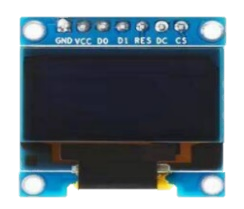 GND VCC D0 D1 RES DC CS